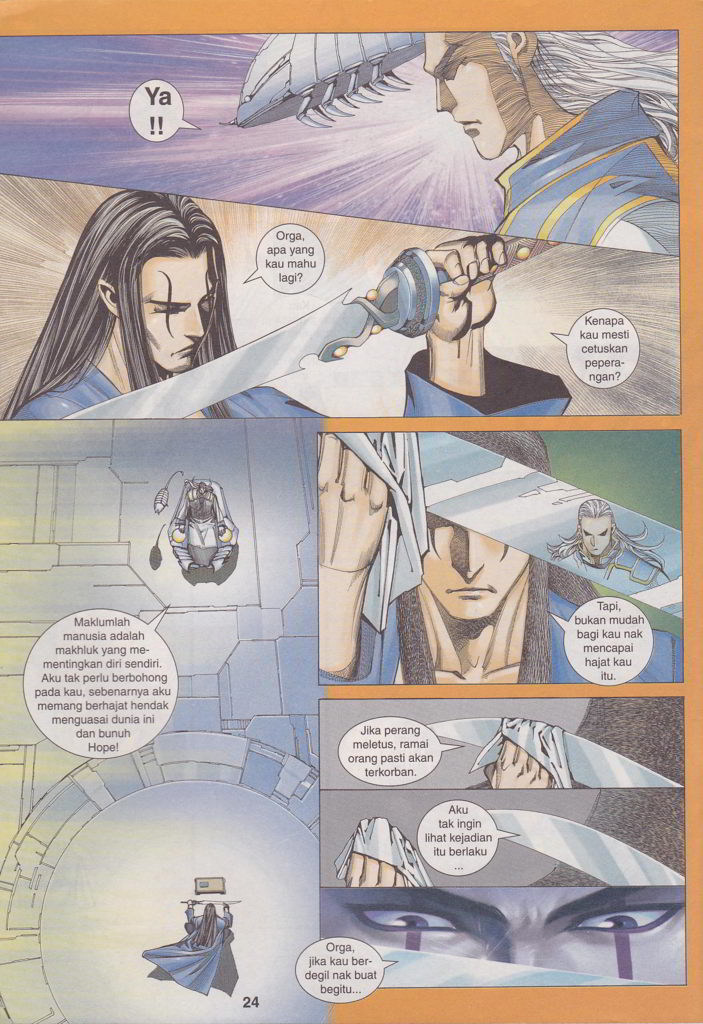 Ya
!!
Orga,
apa yang
kau mahu
lagi?
Kenapa
kau mesti
cetuskan
pepera-
ngan?
Maklumlah
manusia adalah
makhluk yang me-
mentingkan diri sendiri.
Aku tak perlu berbohong
pada kau, sebenarnya aku
memang berhajat hendak
menguasai dunia ini
dan bunuh
Hope!
Tapi,
bukan mudah
bagi kau nak
mencapai
hajat kau
itu.
Jika perang
meletus, ramai
orang pasti akan
terkorban.
Aku
tak ingin
lihat kejadian
itu berlaku
...
Orga,
jika kau ber-
degil nak buat
begitu...
24